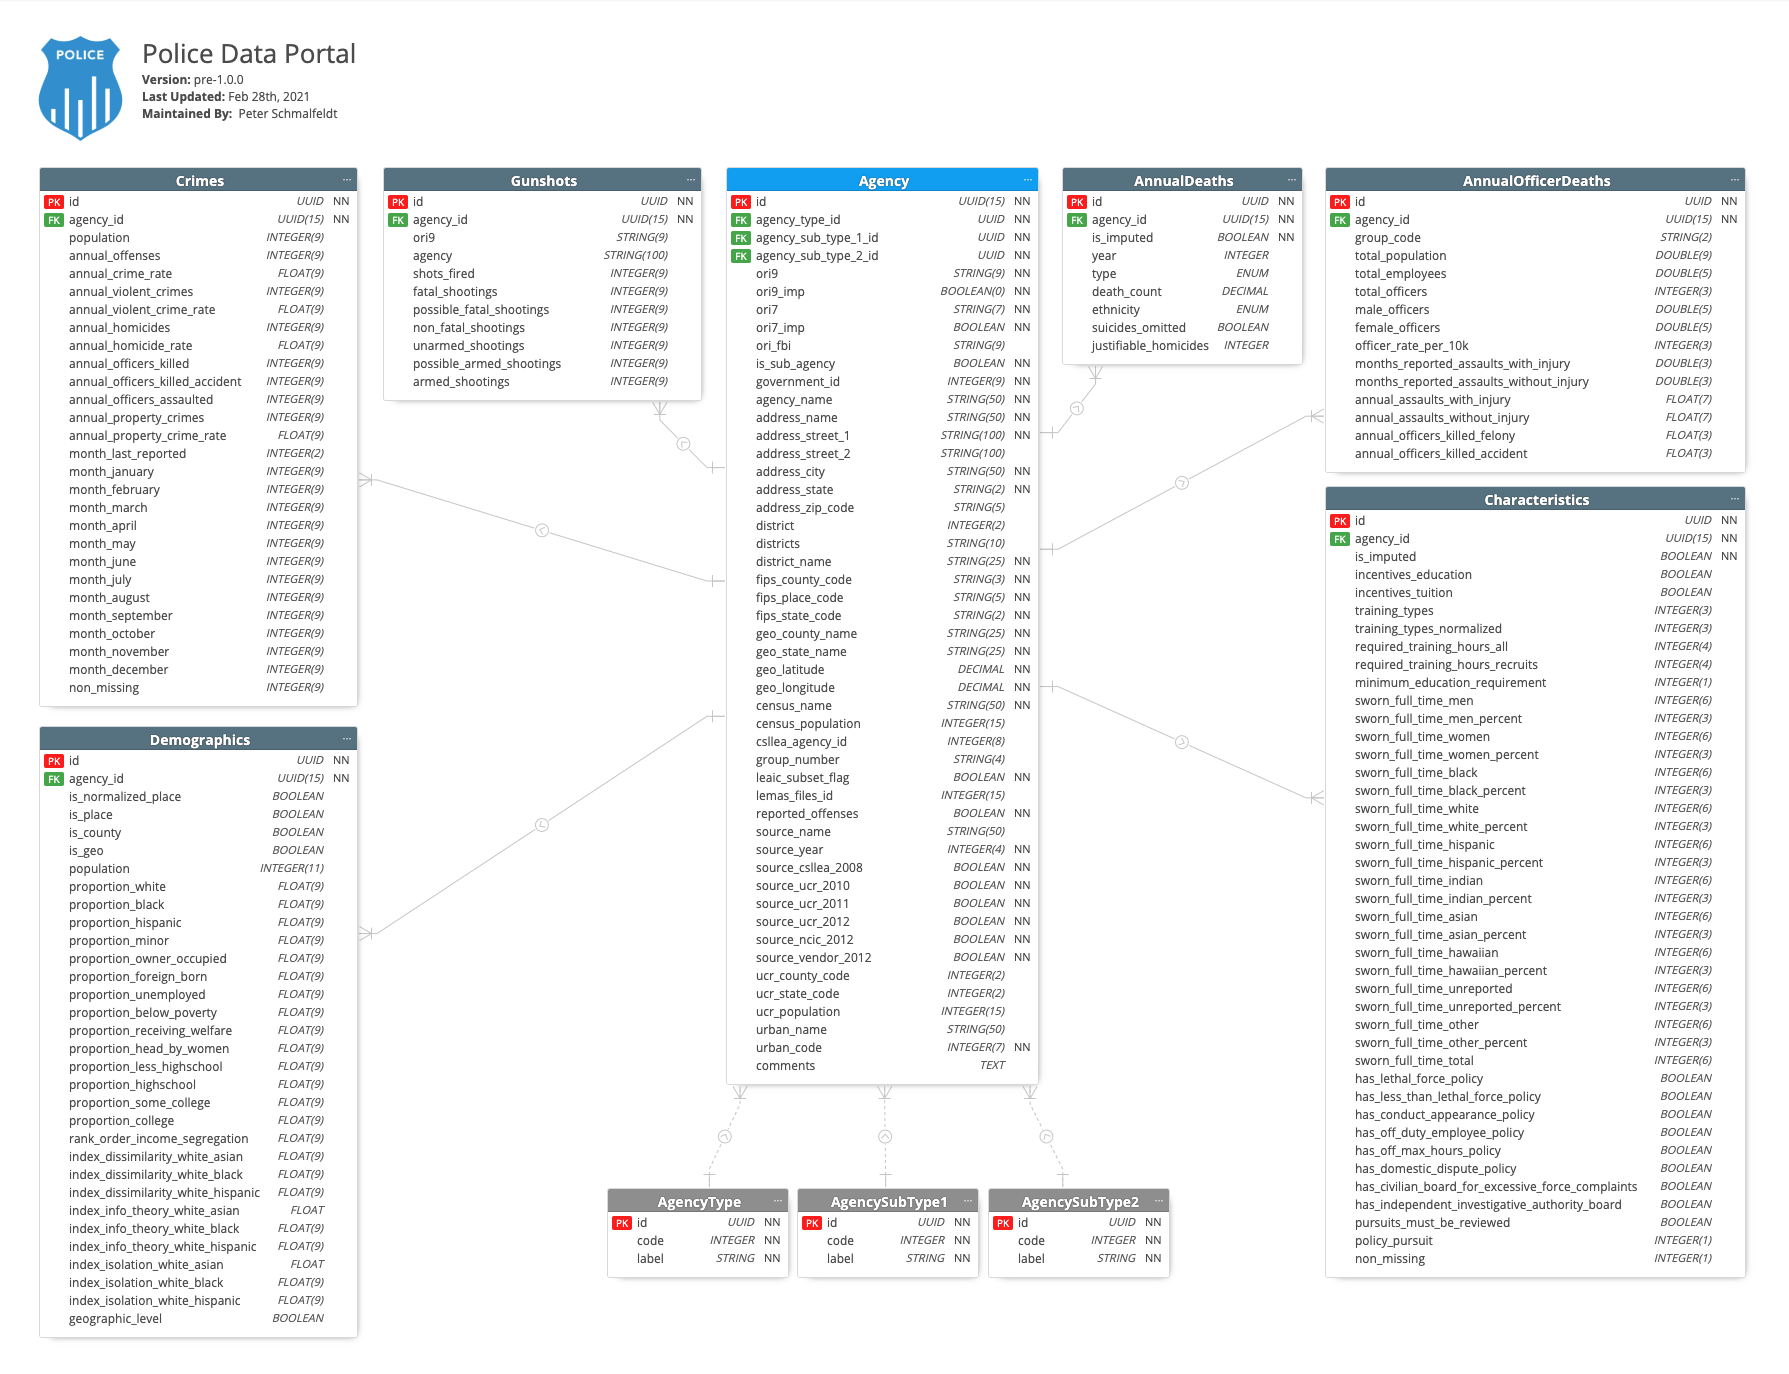 POLICE
Police Data Portal
Version: pre-1.0.0
Last Updated: Feb 28th, 2021
Maintained By: Peter Schmalfeldt
Crimes ...
PK id UUID NN
FK agency_id UUID(15) NN
population INTEGER(9)
annual_offenses INTEGER(9)
annual_crime_rate FLOAT(9)
annual_violent_crimes INTEGER(9)
annual_violent_crime_rate FLOAT(9)
annual_homicides INTEGER(9)
annual_homicide_rate FLOAT(9)
annual_officers_killed INTEGER(9)
annual_officers_killed_accident INTEGER(9)
annual_officers_assaulted INTEGER(9)
annual_property_crimes INTEGER(9)
annual_property_crime_rate FLOAT(9)
month_last_reported INTEGER(2)
month_january INTEGER(9)
month_february INTEGER(9)
month_march INTEGER(9)
month_april INTEGER(9)
month_may INTEGER(9)
month_june INTEGER(9)
month_july INTEGER(9)
month_august INTEGER(9)
month_september INTEGER(9)
month_october INTEGER(9)
month_november INTEGER(9)
month_december INTEGER(9)
non_missing INTEGER(9)
Gunshots ...
PK id UUID NN
FK agency_id UUID(15) NN
ori9 STRING(9)
agency STRING(100)
shots_fired INTEGER(9)
fatal_shootings INTEGER(9)
possible_fatal_shootings INTEGER(9)
non_fatal_shootings INTEGER(9)
unarmed_shootings INTEGER(9)
possible_armed_shootings INTEGER(9)
armed_shootings INTEGER(9)
Agency ...
PK id UUID(15) NN
FK agency_type_id UUID NN
FK agency_sub_type_1_id UUID NN
FK agency_sub_type_2_id UUID NN
ori9 STRING(9) NN
ori9_imp BOOLEAN(0) NN
ori7 STRING(7) NN
ori7_imp BOOLEAN NN
ori_fbi STRING(9)
is_sub_agency BOOLEAN NN
government_id INTEGER(9) NN
agency_name STRING(50) NN
address_name STRING(50) NN
address_street_1 STRING(100) NN
address_street_2 STRING(100)
address_city STRING(50) NN
address_state STRING(2) NN
address_zip_code STRING(5)
district INTEGER(2)
districts STRING(10)
district_name STRING(25) NN
fips_county_code STRING(3) NN
fips_place_code STRING(5) NN
fips_state_code STRING(2) NN
geo_county_name STRING(25) NN
geo_state_name STRING(25) NN
geo_latitude DECIMAL NN
geo_longitude DECIMAL NN
census_name STRING(50) NN
census_population INTEGER(15)
csllea_agency_id INTEGER(8)
group_number STRING(4)
leaic_subset_flag BOOLEAN NN
lemas_files_id INTEGER(15)
reported_offenses BOOLEAN NN
source_name STRING(50)
source_year INTEGER(4) NN
source_csllea_2008 BOOLEAN NN
source_ucr_2010 BOOLEAN NN
source_ucr_2011 BOOLEAN NN
source_ucr_2012 BOOLEAN NN
source_ncic_2012 BOOLEAN NN
source_vendor_2012 BOOLEAN NN
ucr_county_code INTEGER(2)
ucr_state_code INTEGER(2)
ucr_population INTEGER(15)
urban_name STRING(50)
urban_code INTEGER(7) NN
comments TEXT
AnnualDeaths ...
PK id UUID NN
FK agency_id UUID(15) NN
is_imputed BOOLEAN NN
year INTEGER
type ENUM
death_count DECIMAL
ethnicity ENUM
suicides_omitted BOOLEAN
justifiable_homicides INTEGER
AnnualOfficerDeaths ...
PK id UUID NN
FK agency_id UUID(15) NN
group_code STRING(2)
total_population DOUBLE(9)
total_employees DOUBLE(5)
total_officers INTEGER(3)
male_officers DOUBLE(5)
female_officers DOUBLE(5)
officer_rate_per_10k INTEGER(3)
months_reported_assaults_with_injury DOUBLE(3)
months_reported_assaults_without_injury DOUBLE(3)
annual_assaults_with_injury FLOAT(7)
annual_assaults_without_injury FLOAT(7)
annual_officers_killed_felony FLOAT(3)
annual_officers_killed_accident FLOAT(3)
Characteristics ...
PK id UUID NN
FK agency_id UUID(15) NN
is_imputed BOOLEAN NN
incentives_education BOOLEAN
incentives_tuition BOOLEAN
training_types INTEGER(3)
training_types_normalized INTEGER(3)
required_training_hours_all INTEGER(4)
required_training_hours_recruits INTEGER(4)
minimum_education_requirement INTEGER(1)
sworn_full_time_men INTEGER(6)
sworn_full_time_men_percent INTEGER(3)
sworn_full_time_women INTEGER(6)
sworn_full_time_women_percent INTEGER(3)
sworn_full_time_black INTEGER(6)
sworn_full_time_black_percent INTEGER(3)
sworn_full_time_white INTEGER(6)
sworn_full_time_white_percent INTEGER(3)
sworn_full_time_hispanic INTEGER(6)
sworn_full_time_hispanic_percent INTEGER(3)
sworn_full_time_indian INTEGER(6)
sworn_full_time_indian_percent INTEGER(3)
sworn_full_time_asian INTEGER(6)
sworn_full_time_asian_percent INTEGER(3)
sworn_full_time_hawaiian INTEGER(6)
sworn_full_time_hawaiian_percent INTEGER(3)
sworn_full_time_unreported INTEGER(6)
sworn_full_time_unreported_percent INTEGER(3)
sworn_full_time_other INTEGER(6)
sworn_full_time_other_percent INTEGER(3)
sworn_full_time_total INTEGER(6)
has_lethal_force_policy BOOLEAN
has_less_than_lethal_force_policy BOOLEAN
has_conduct_appearance_policy BOOLEAN
has_off_duty_employee_policy BOOLEAN
has_off_max_hours_policy BOOLEAN
has_domestic_dispute_policy BOOLEAN
has_civilian_board_for_excessive_force_complaints BOOLEAN
has_independent_investigative_authority_board BOOLEAN
pursuits_must_be_reviewed BOOLEAN
policy_pursuit INTEGER(1)
non_missing INTEGER(1)
Demographics ...
PK id UUID NN
FK agency_id UUID(15) NN
is_normalized_place BOOLEAN
is_place BOOLEAN
is_county BOOLEAN
is_geo BOOLEAN
population INTEGER(11)
proportion_white FLOAT(9)
proportion_black FLOAT(9)
proportion_hispanic FLOAT(9)
proportion_minor FLOAT(9)
proportion_owner_occupied FLOAT(9)
proportion_foreign_born FLOAT(9)
proportion_unemployed FLOAT(9)
proportion_below_poverty FLOAT(9)
proportion_receiving_welfare FLOAT(9)
proportion_head_by_women FLOAT(9)
proportion_less_highschool FLOAT(9)
proportion_highschool FLOAT(9)
proportion_some_college FLOAT(9)
proportion_college FLOAT(9)
rank_order_income_segregation FLOAT(9)
index_dissimilarity_white_asian FLOAT(9)
index_dissimilarity_white_black FLOAT(9)
index_dissimilarity_white_hispanic FLOAT(9)
index_info_theory_white_asian FLOAT
index_info_theory_white_black FLOAT(9)
index_info_theory_white_hispanic FLOAT(9)
index_isolation_white_asian FLOAT
index_isolation_white_black FLOAT(9)
index_isolation_white_hispanic FLOAT(9)
geographic_level BOOLEAN
AgencyType ...
PK id UUID NN
code INTEGER NN
label STRING NN
AgencySubType1 ...
PK id UUID NN
code INTEGER NN
label STRING NN
AgencySubType2 ...
PK id UUID NN
code INTEGER NN
label STRING NN